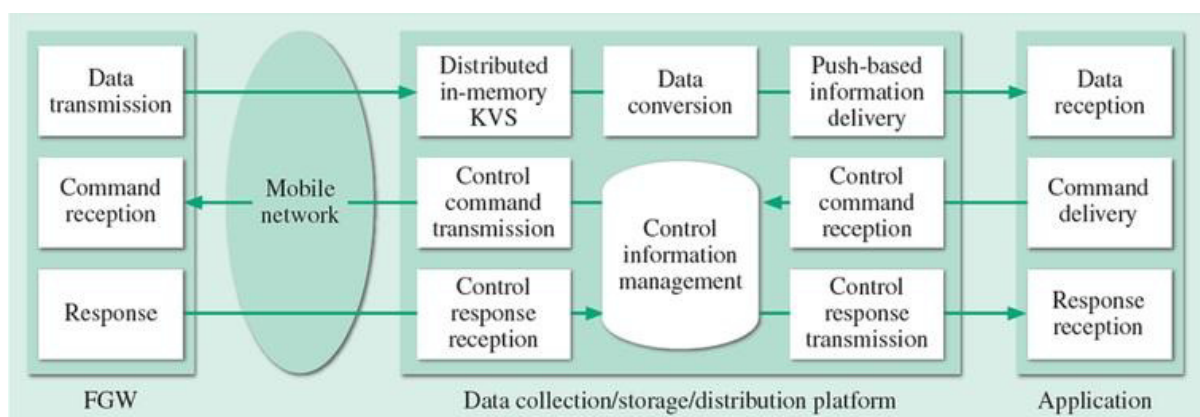 Data
transmission
Distributed
in-memory
KVS
Data
conversion
Push-based
information
delivery
Data
reception
Command
reception
Mobile
network
Control
command
transmission
Control
information
management
Control
command
reception
Command
delivery
Response
Control
response
reception
Control
response
transmission
Response
reception
FGW
Data collection/storage/distribution platform
Application